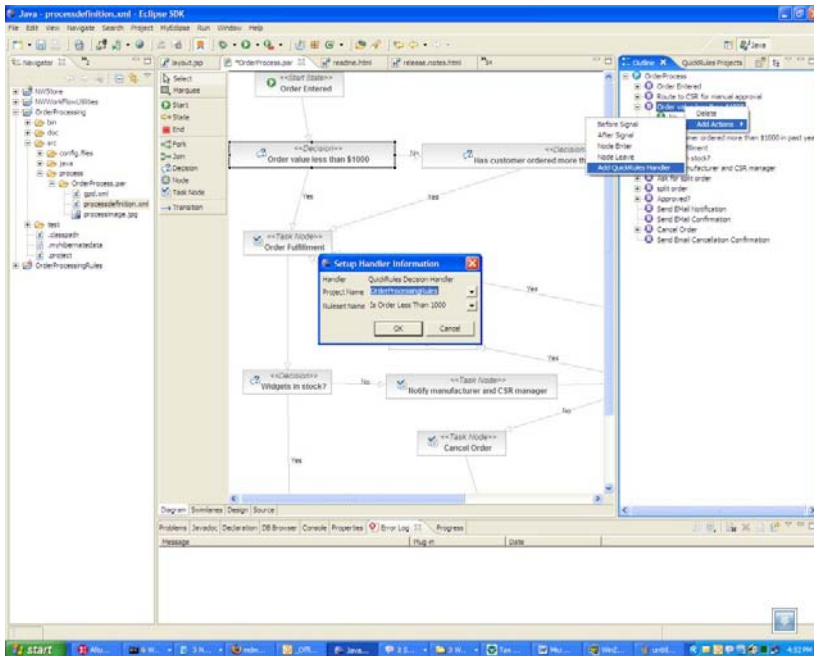 Java - processdefinition.xml - Eclipse SDK
File Edit View Navigate Search Project MyEclipse Run Window Help
Java
Navigator
layout.jsp
*OrderProcess.par
readme.html
release.notes.html
Outline
QuickRules Projects
NWStore
NWWorkFlowUtilities
OrderProcessing
bin
doc
src
config.files
java
process
OrderProcess.par
gpd.xml
processdefinition.xml
processimage.jpg
test
.classpath
.myhibernatedata
.project
OrderProcessingRules
Select
Marquee
Start
State
End
Fork
Join
Decision
Node
Task Node
Transition
<<Start State>>
Order Entered
<<Decision>>
Order value less than $1000
No
<<Decision
Has customer ordered more th
Yes
Yes
<<Task Node>>
Order Fulfillment
Setup Handler Information
Handler QuickRules Decision Handler
Project Name OrderProcessingRules
Ruleset Name Is Order Less Than 1000
OK Cancel
Yes
Yes
<<Decision>>
Widgets in stock?
No
<<Task Node>>
Notify manufacturer and CSR manager
No
<<Task Node>>
Cancel Order
Yes
OrderProcess
Order Entered
Route to CSR for manual approval
Delete
Add Actions
Before Signal
After Signal
Node Enter
Node Leave
Add QuickRules Handler
omer ordered more than $1000 in past yea
llment
stock?
ufacturer and CSR manager
Ask for split order
split order
Approved?
Send EMail Notification
Send EMail Confirmation
Cancel Order
Send Email Cancellation Confirmation
Diagram Swimlanes Design Source
Problems Javadoc Declaration DB Browser Console Properties Error Log Progress
Message Plug-in Date
start
Java...
4:52 PM